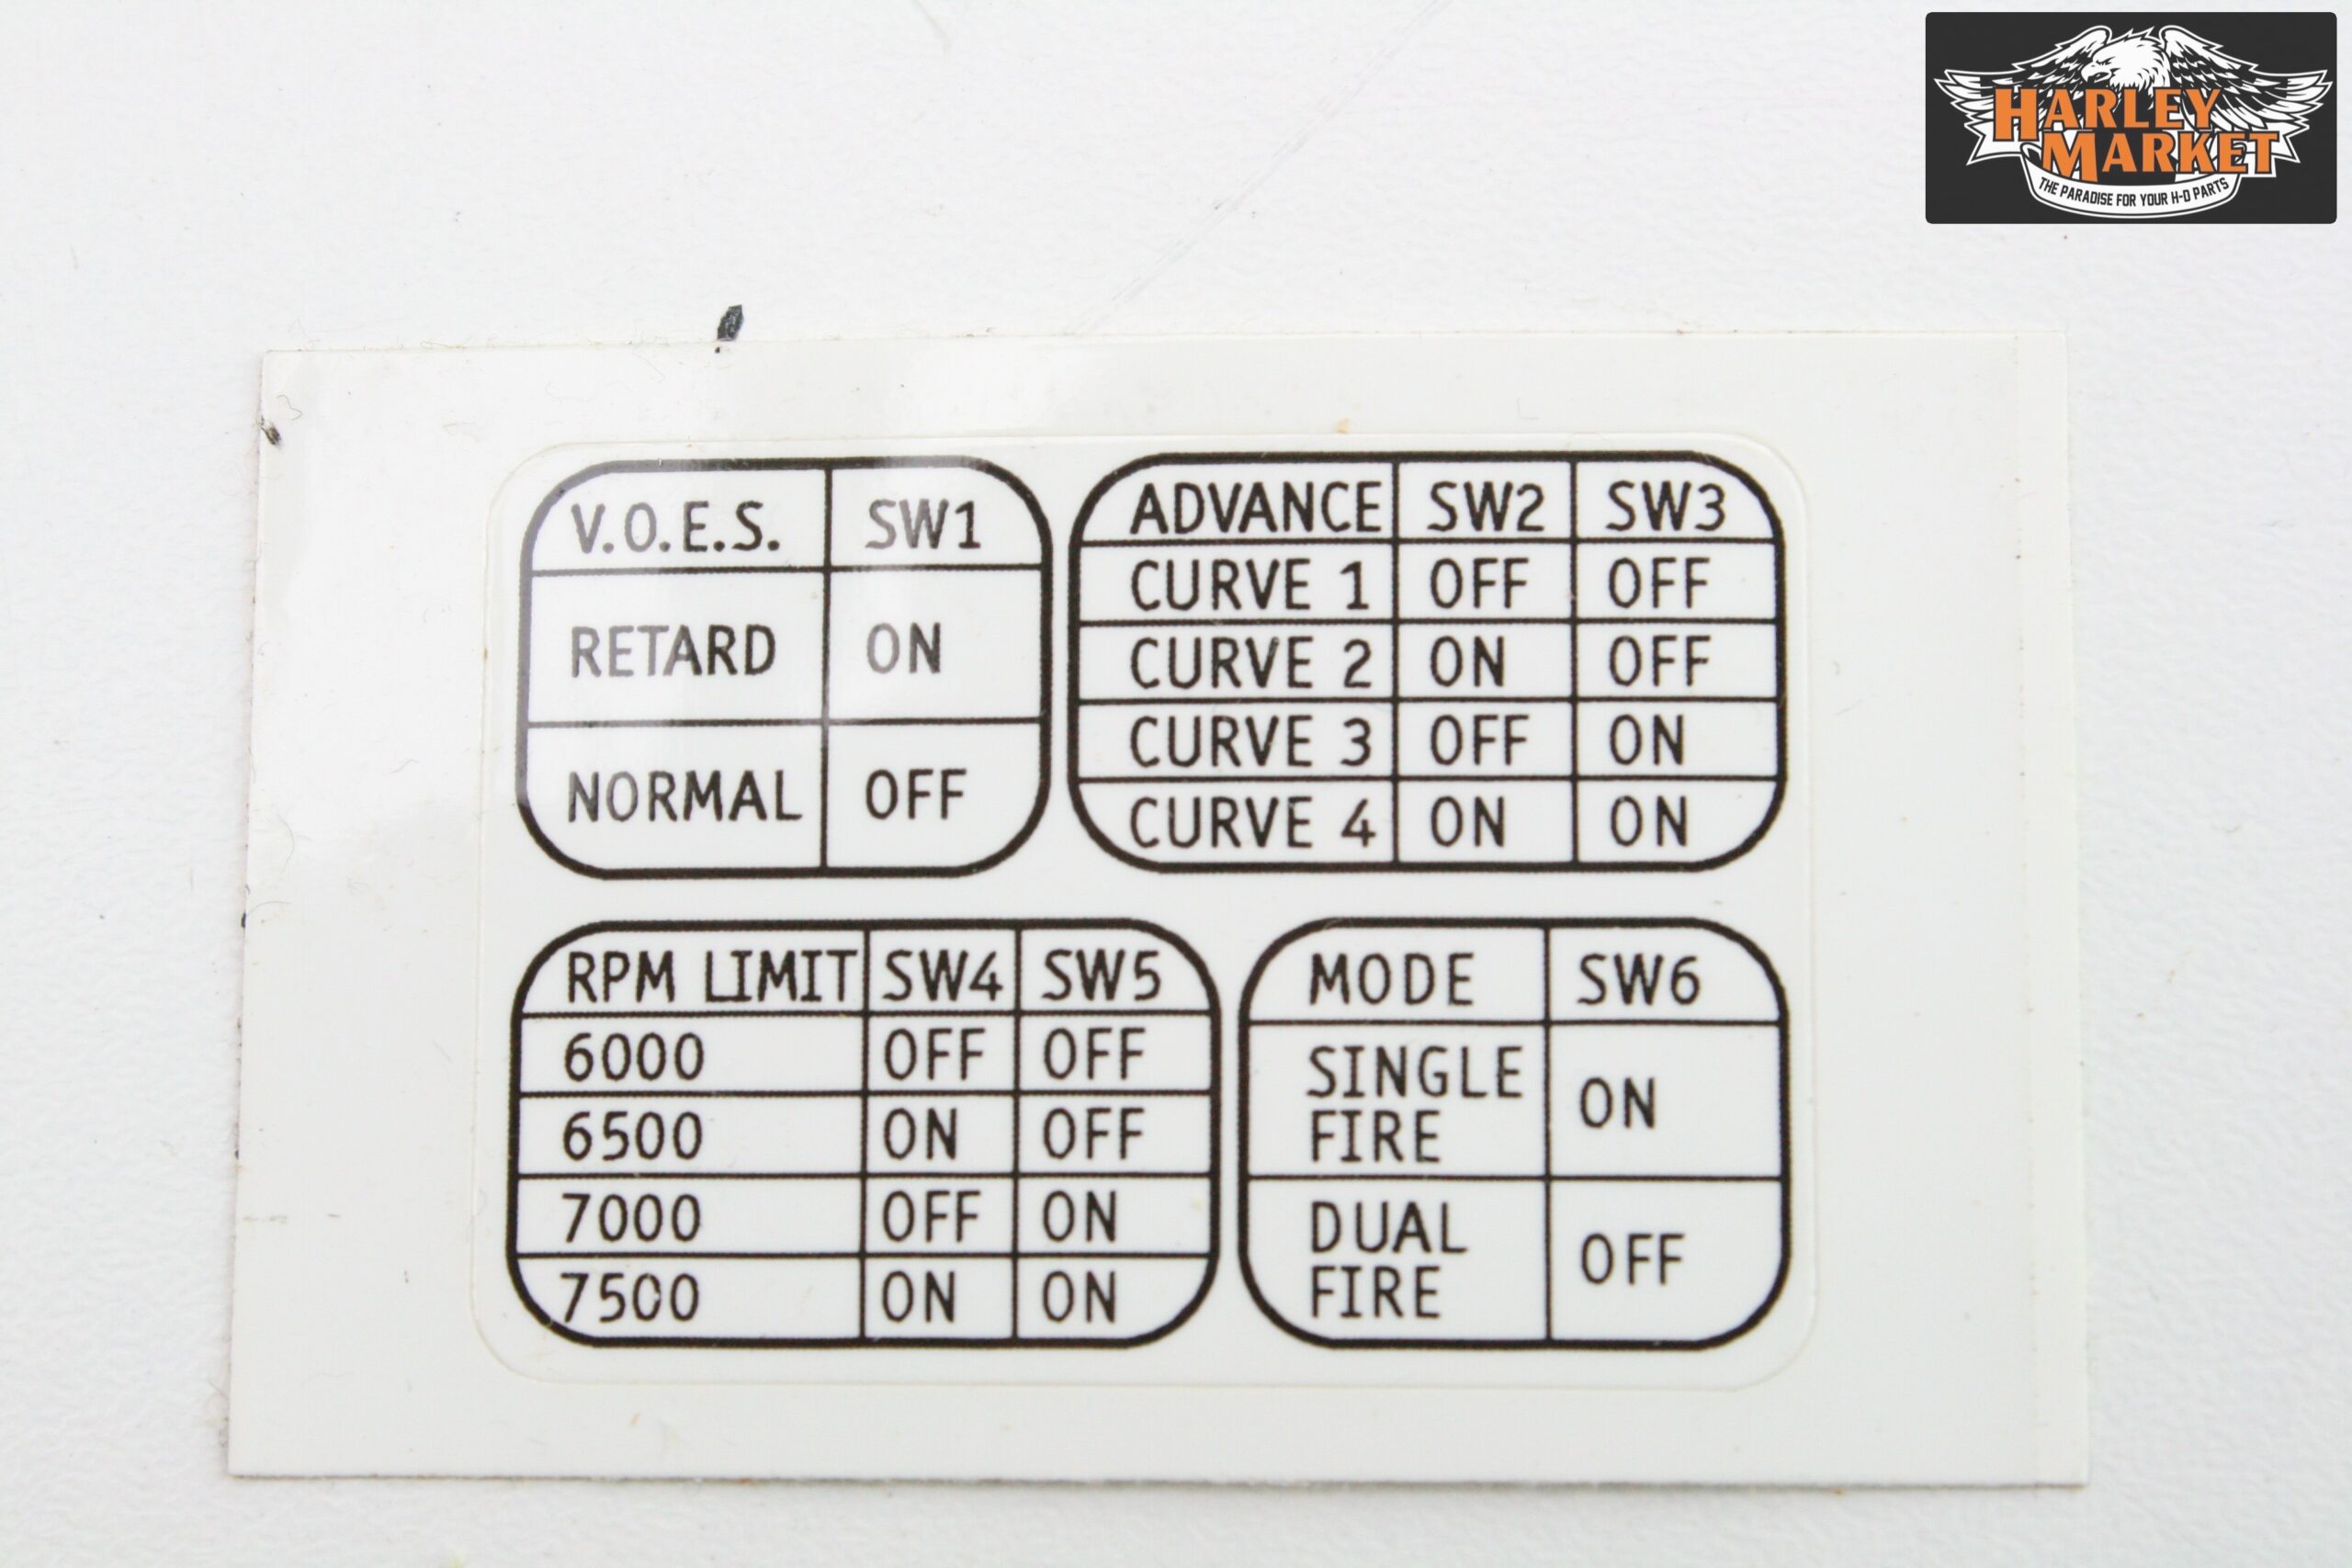 HARLEY
MARKET
THE PARADISE FOR YOUR H-D PARTS
V.O.E.S. SW1
RETARD ON
NORMAL OFF
ADVANCE SW2 SW3
CURVE 1 OFF OFF
CURVE 2 ON OFF
CURVE 3 OFF ON
CURVE 4 ON ON
RPM LIMIT SW4 SW5
6000 OFF OFF
6500 ON OFF
7000 OFF ON
7500 ON ON
MODE SW6
SINGLE
FIRE ON
DUAL
FIRE OFF